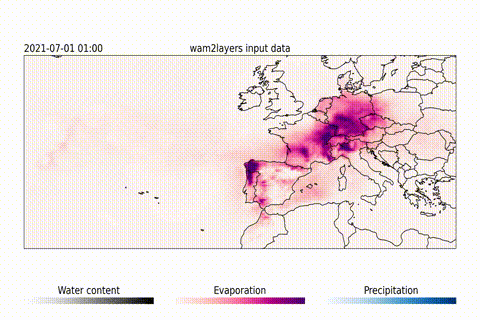 2021-07-01 01:00
wam2layers input data
Water content
Evaporation
Precipitation